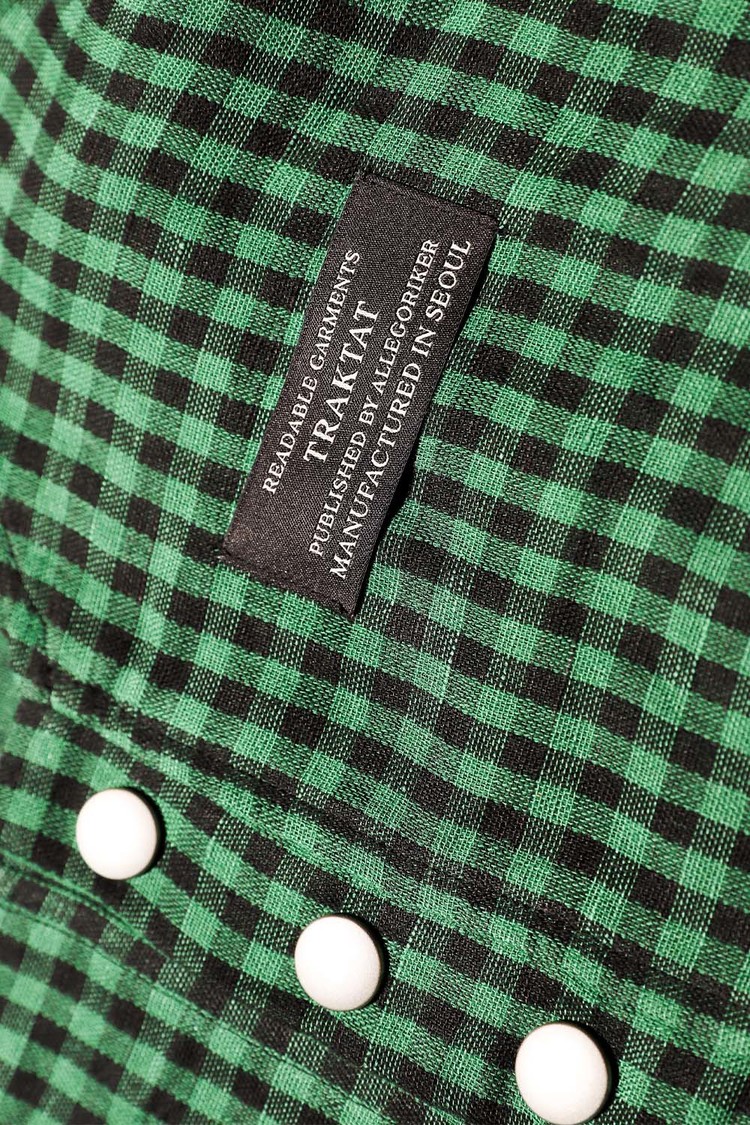 READABLE GARMENTS
TRAKTAT
PUBLISHED BY ALLEGORIKER
MANUFACTURED IN SEOUL